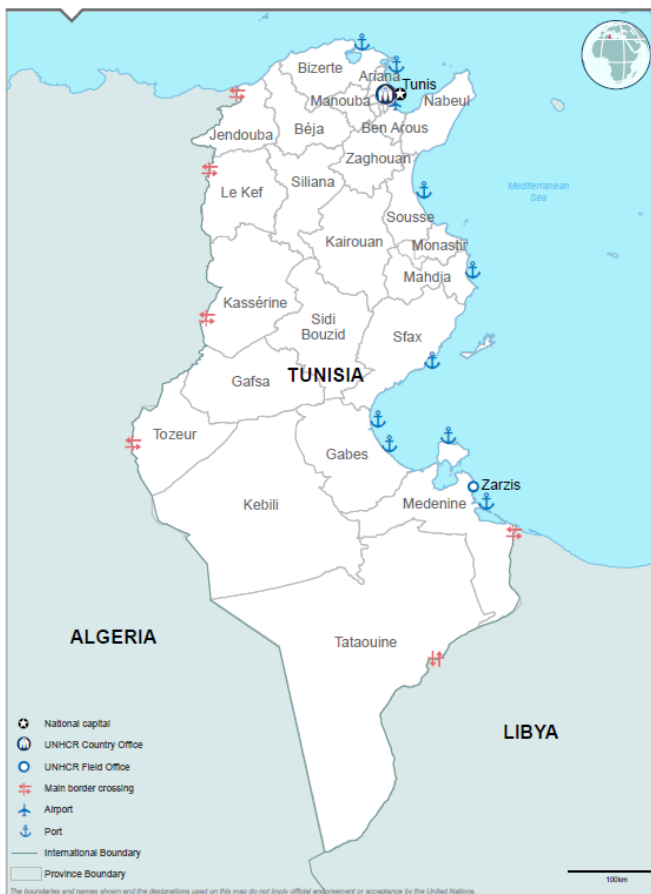 Bizerte
Ariana
Tunis
Manouba
Nabeul
Jendouba
Béja
Ben Arous
Zaghouan
Le Kef
Siliana
Mediterranean
Sea
Sousse
Kairouan
Monastir
Mahdia
Kassérine
Sidi
Bouzid
Sfax
TUNISIA
Gafsa
Tozeur
Gabes
Zarzis
Kebili
Medenine
ALGERIA
Tataouine
LIBYA
National capital
UNHCR Country Office
UNHCR Field Office
Main border crossing
Airport
Port
International Boundary
Province Boundary
100km
The boundaries and names shown and the designations used on this map do not imply official endorsement or acceptance by the United Nations.